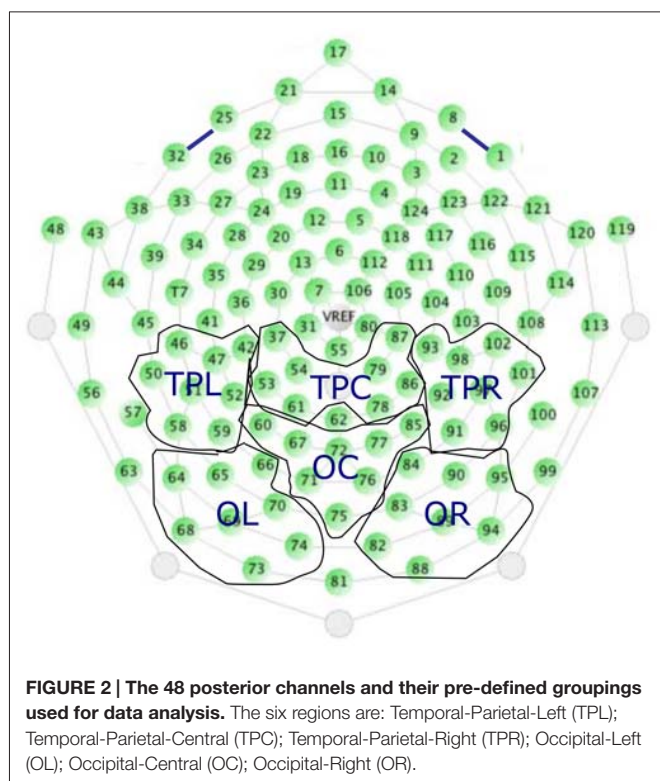 17
21 14
25 15 8
22 9
32 26 18 16 10 2 1
23 3
19 11 4
38 33 27 24 124 123 122 121
48 43 12 5 120 119
34 28 20 118 117 116
39 6 115
35 29 13 112 111 110
44 T7 36 30 7 106 105 104 109 114
VREF
49 45 41 31 80 103 108 113
46 42 37 87 93 102
47 55 98
50 54 79 101
TPL TPC TPR
56 52 53 86 92 107
57 61 78 100
58 59 60 62 85 91 96
67 72 77
63 64 65 66 OC 84 90 95 99
71 76
70 83
OL 75 OR
68 94
74 82
73 81 88
FIGURE 2 | The 48 posterior channels and their pre-defined groupings
used for data analysis. The six regions are: Temporal-Parietal-Left (TPL);
Temporal-Parietal-Central (TPC); Temporal-Parietal-Right (TPR); Occipital-Left
(OL); Occipital-Central (OC); Occipital-Right (OR).